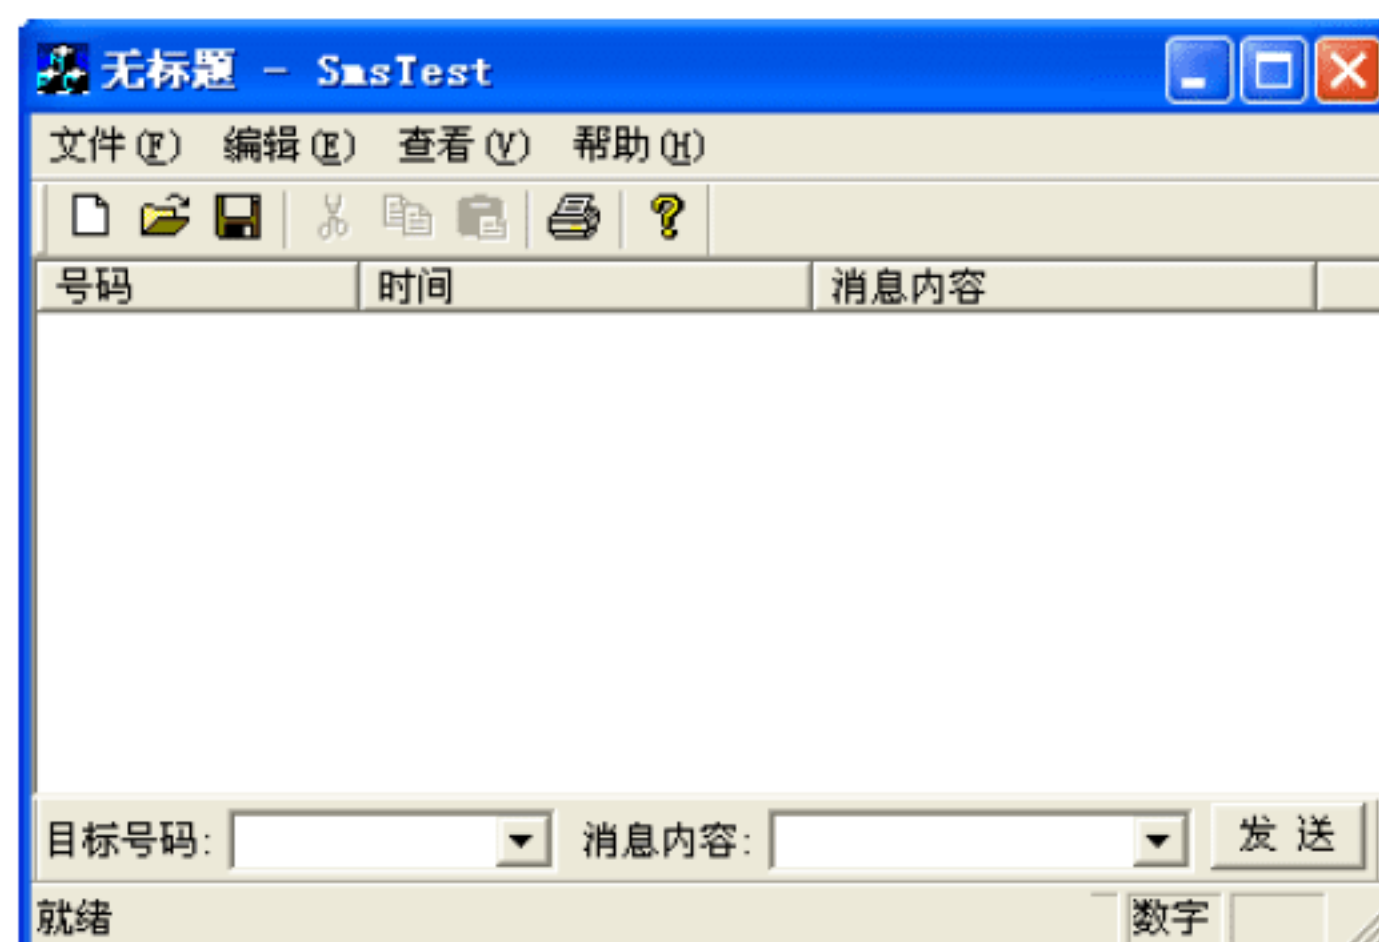 无标题 - SmsTest
文件(F) 编辑(E) 查看(V) 帮助(H)
号码 时间 消息内容
目标号码: 消息内容: 发 送
就绪 数字